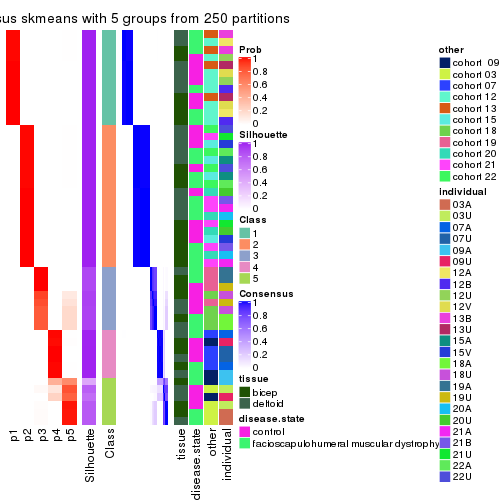 sus skmeans with 5 groups from 250 partitions
p1
p2
p3
p4
p5
Silhouette
Class
tissue
disease.state
other
individual
Prob
1
0.8
0.6
0.4
0.2
0
Silhouette
1
0.8
0.6
0.4
0.2
0
Class
1
2
3
4
5
Consensus
1
0.8
0.6
0.4
0.2
0
tissue
bicep
deltoid
disease.state
control
facioscapulohumeral muscular dystrophy
other
cohort 09
cohort 03
cohort 07
cohort 12
cohort 13
cohort 15
cohort 18
cohort 19
cohort 20
cohort 21
cohort 22
individual
03A
03U
07A
07U
09A
09U
12A
12B
12U
12V
13B
13U
15A
15V
18A
18U
19A
19U
20A
20U
21A
21B
21U
22A
22U